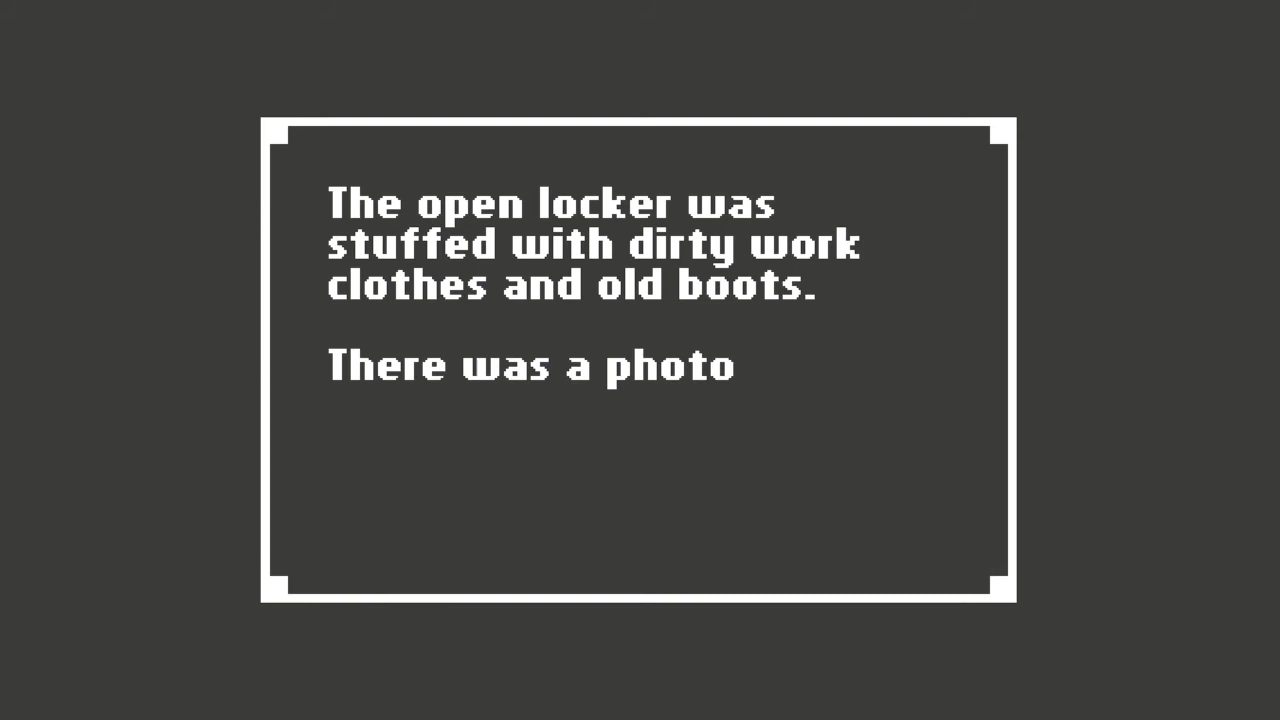 The open locker was
stuffed with dirty work
clothes and old boots.
There was a photo